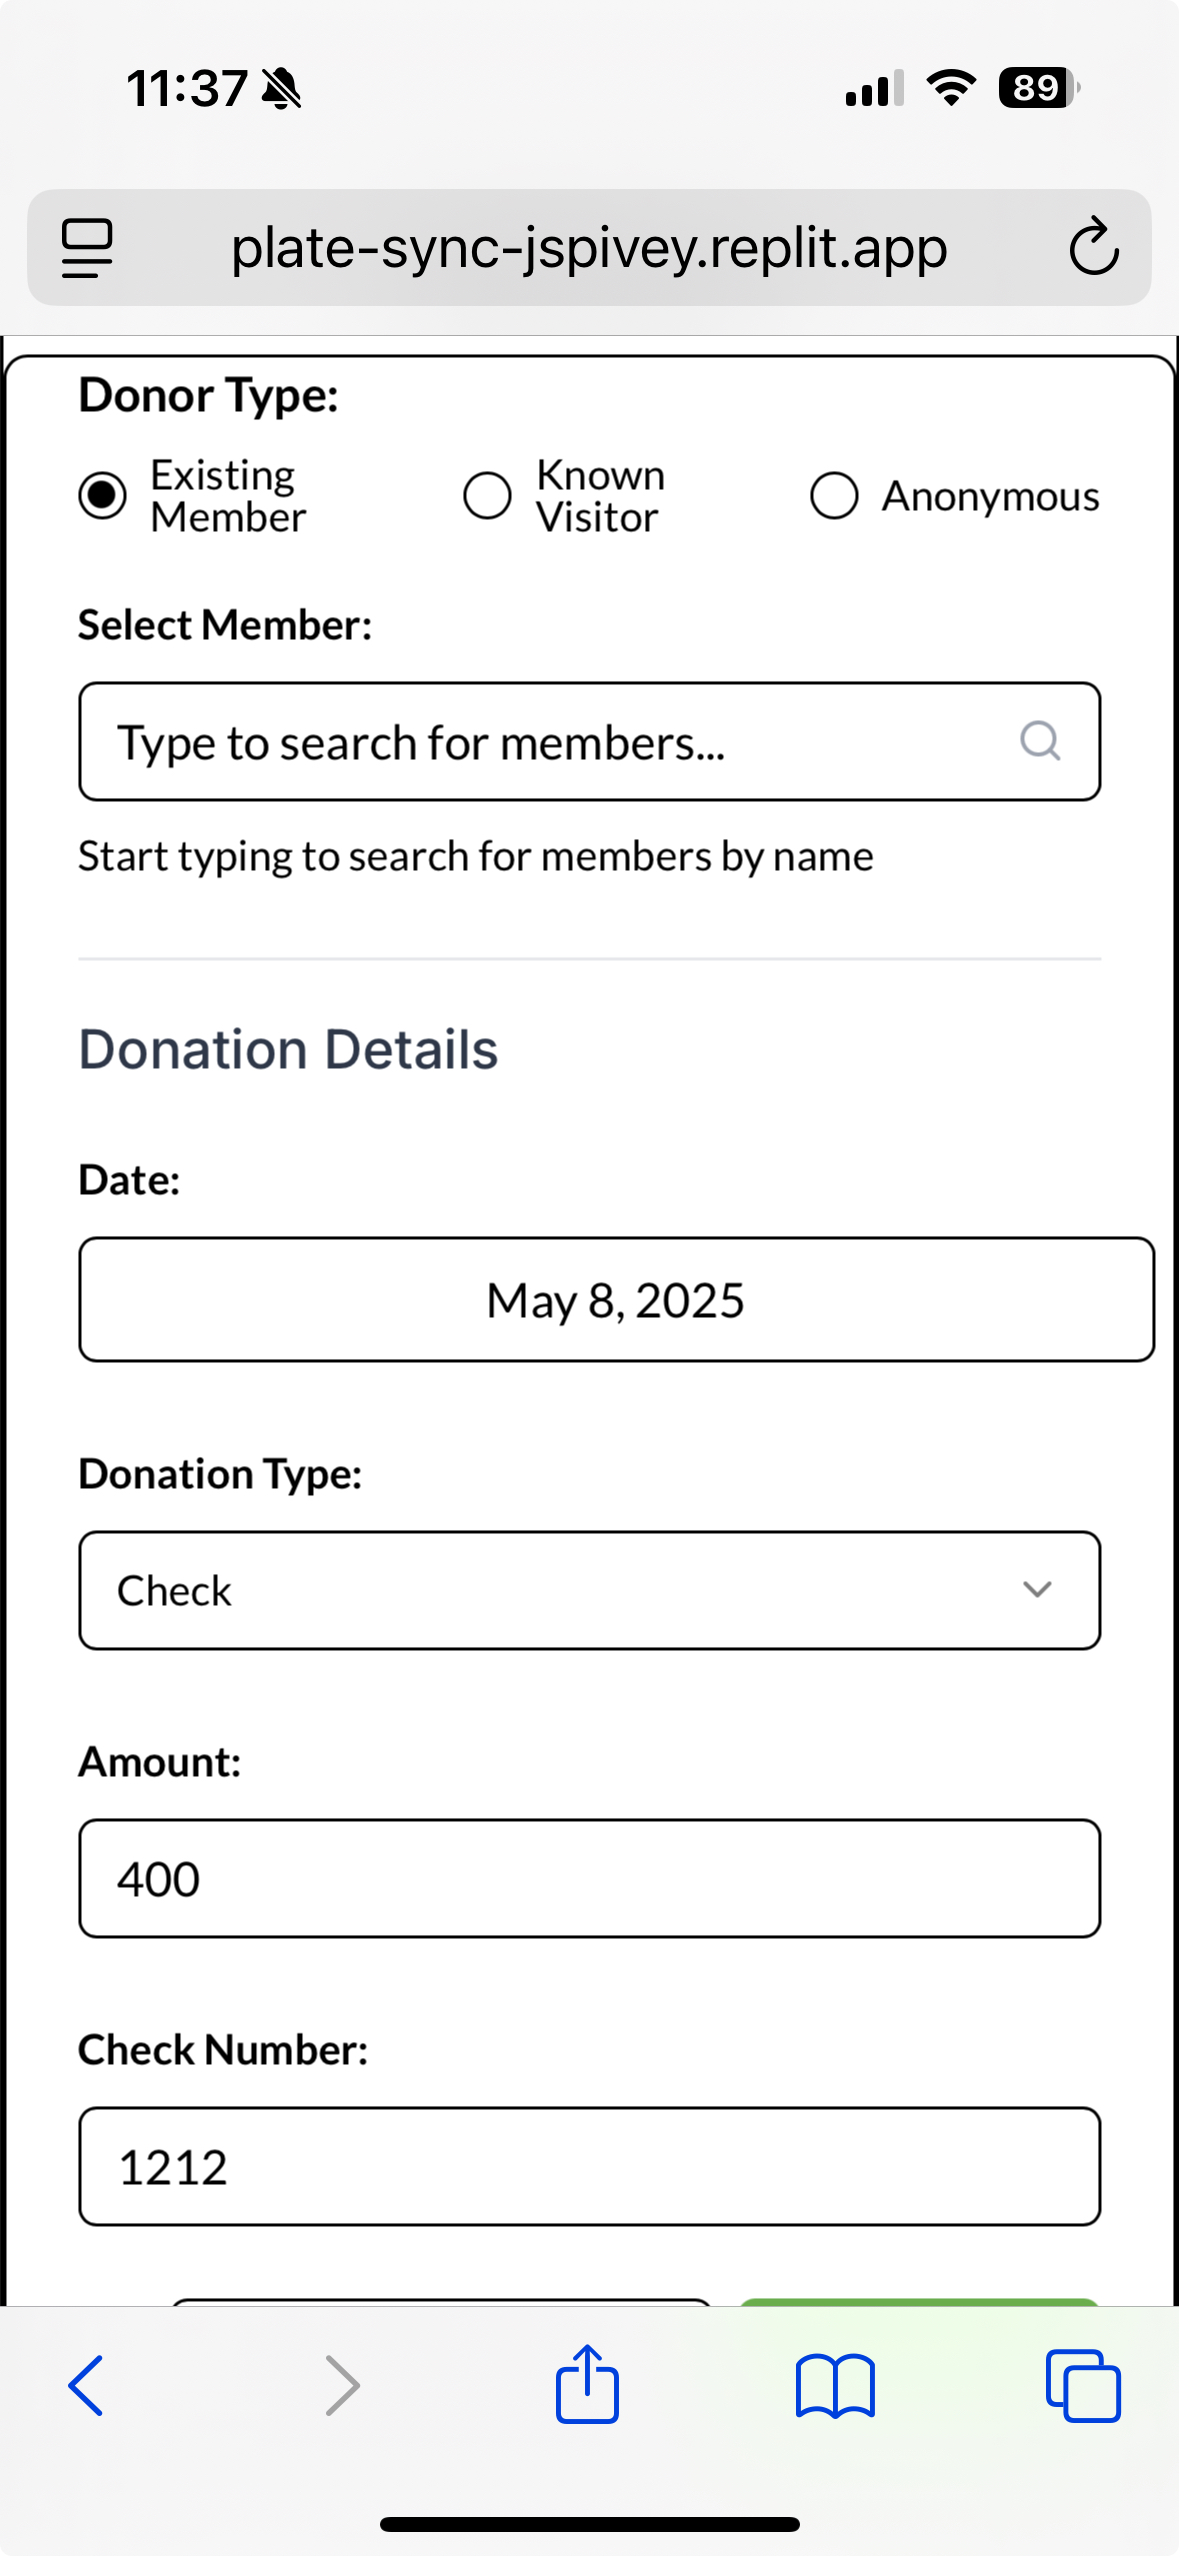 11:37
89
plate-sync-jspivey.replit.app
Donor Type:
Existing Member
Known Visitor
Anonymous
Select Member:
Type to search for members...
Start typing to search for members by name
Donation Details
Date:
May 8, 2025
Donation Type:
Check
Amount:
400
Check Number:
1212